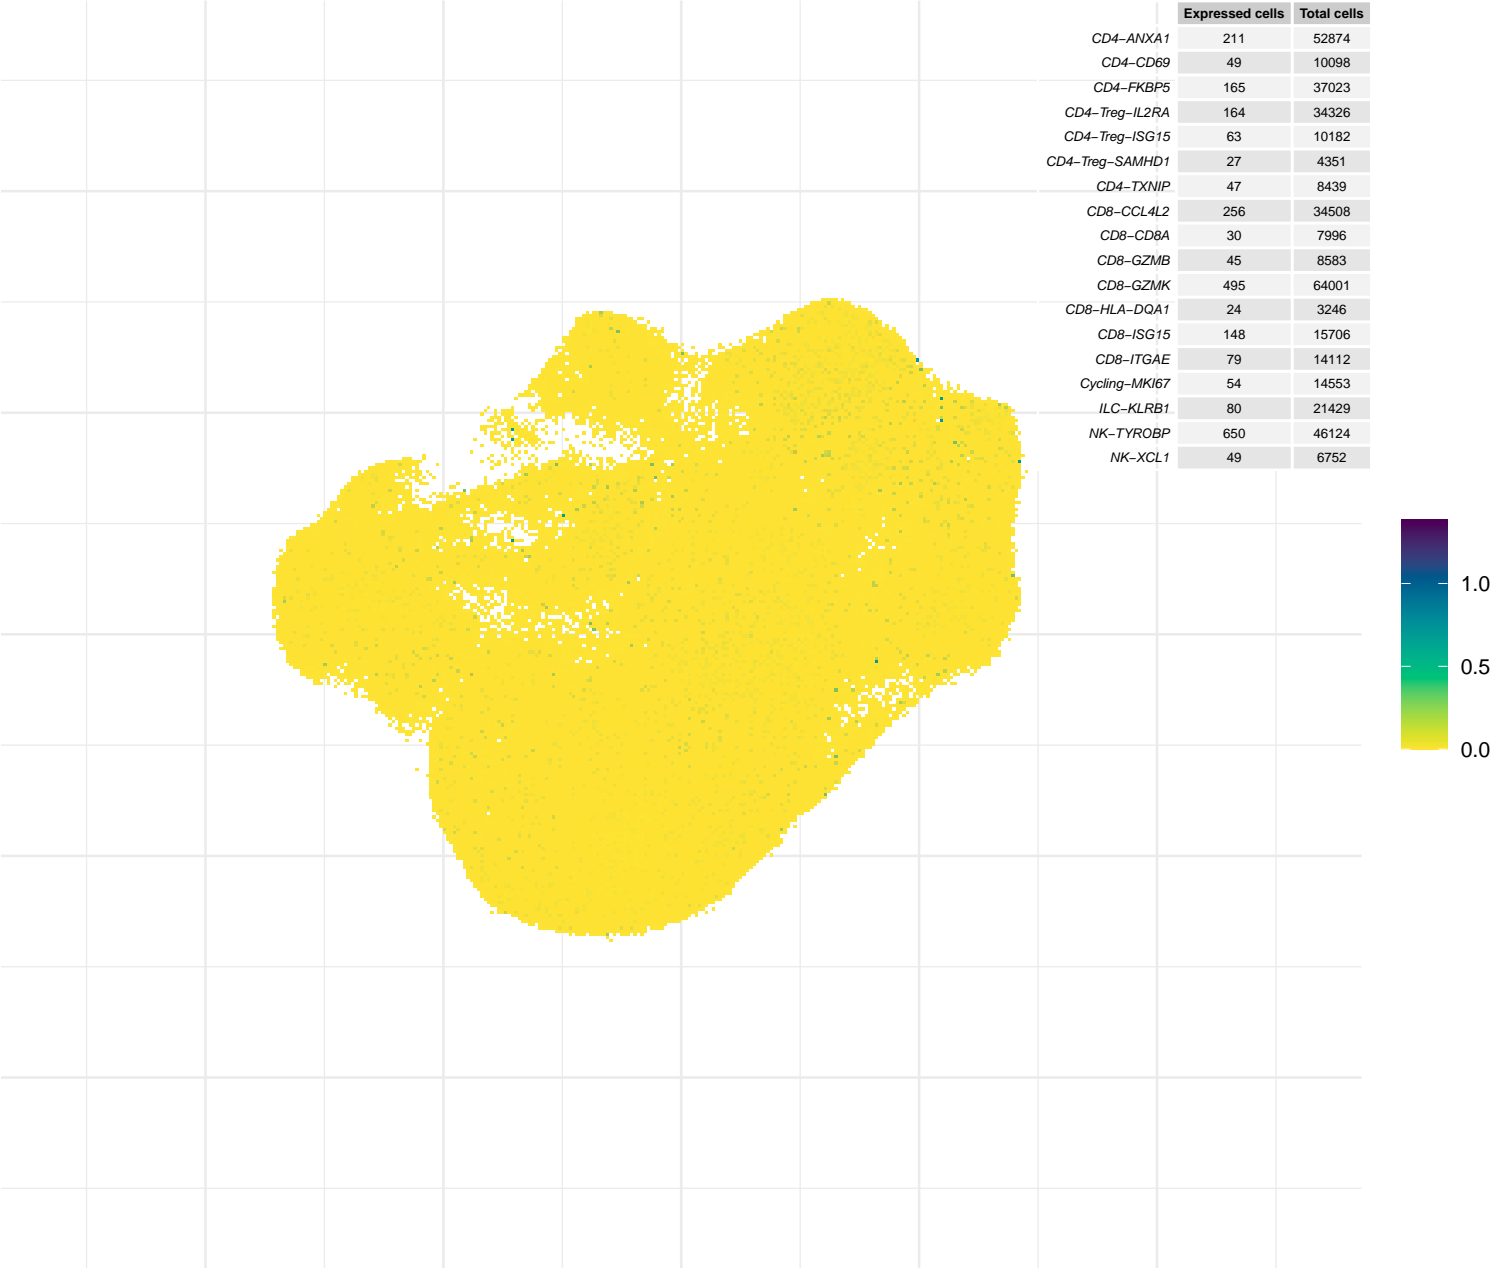 Expressed cells Total cells
CD4−ANXA1 211 52874
CD4−CD69 49 10098
CD4−FKBP5 165 37023
CD4−Treg−IL2RA 164 34326
CD4−Treg−ISG15 63 10182
CD4−Treg−SAMHD1 27 4351
CD4−TXNIP 47 8439
CD8−CCL4L2 256 34508
CD8−CD8A 30 7996
CD8−GZMB 45 8583
CD8−GZMK 495 64001
CD8−HLA−DQA1 24 3246
CD8−ISG15 148 15706
CD8−ITGAE 79 14112
Cycling−MKI67 54 14553
ILC−KLRB1 80 21429
NK−TYROBP 650 46124
NK−XCL1 49 6752
1.0
0.5
0.0